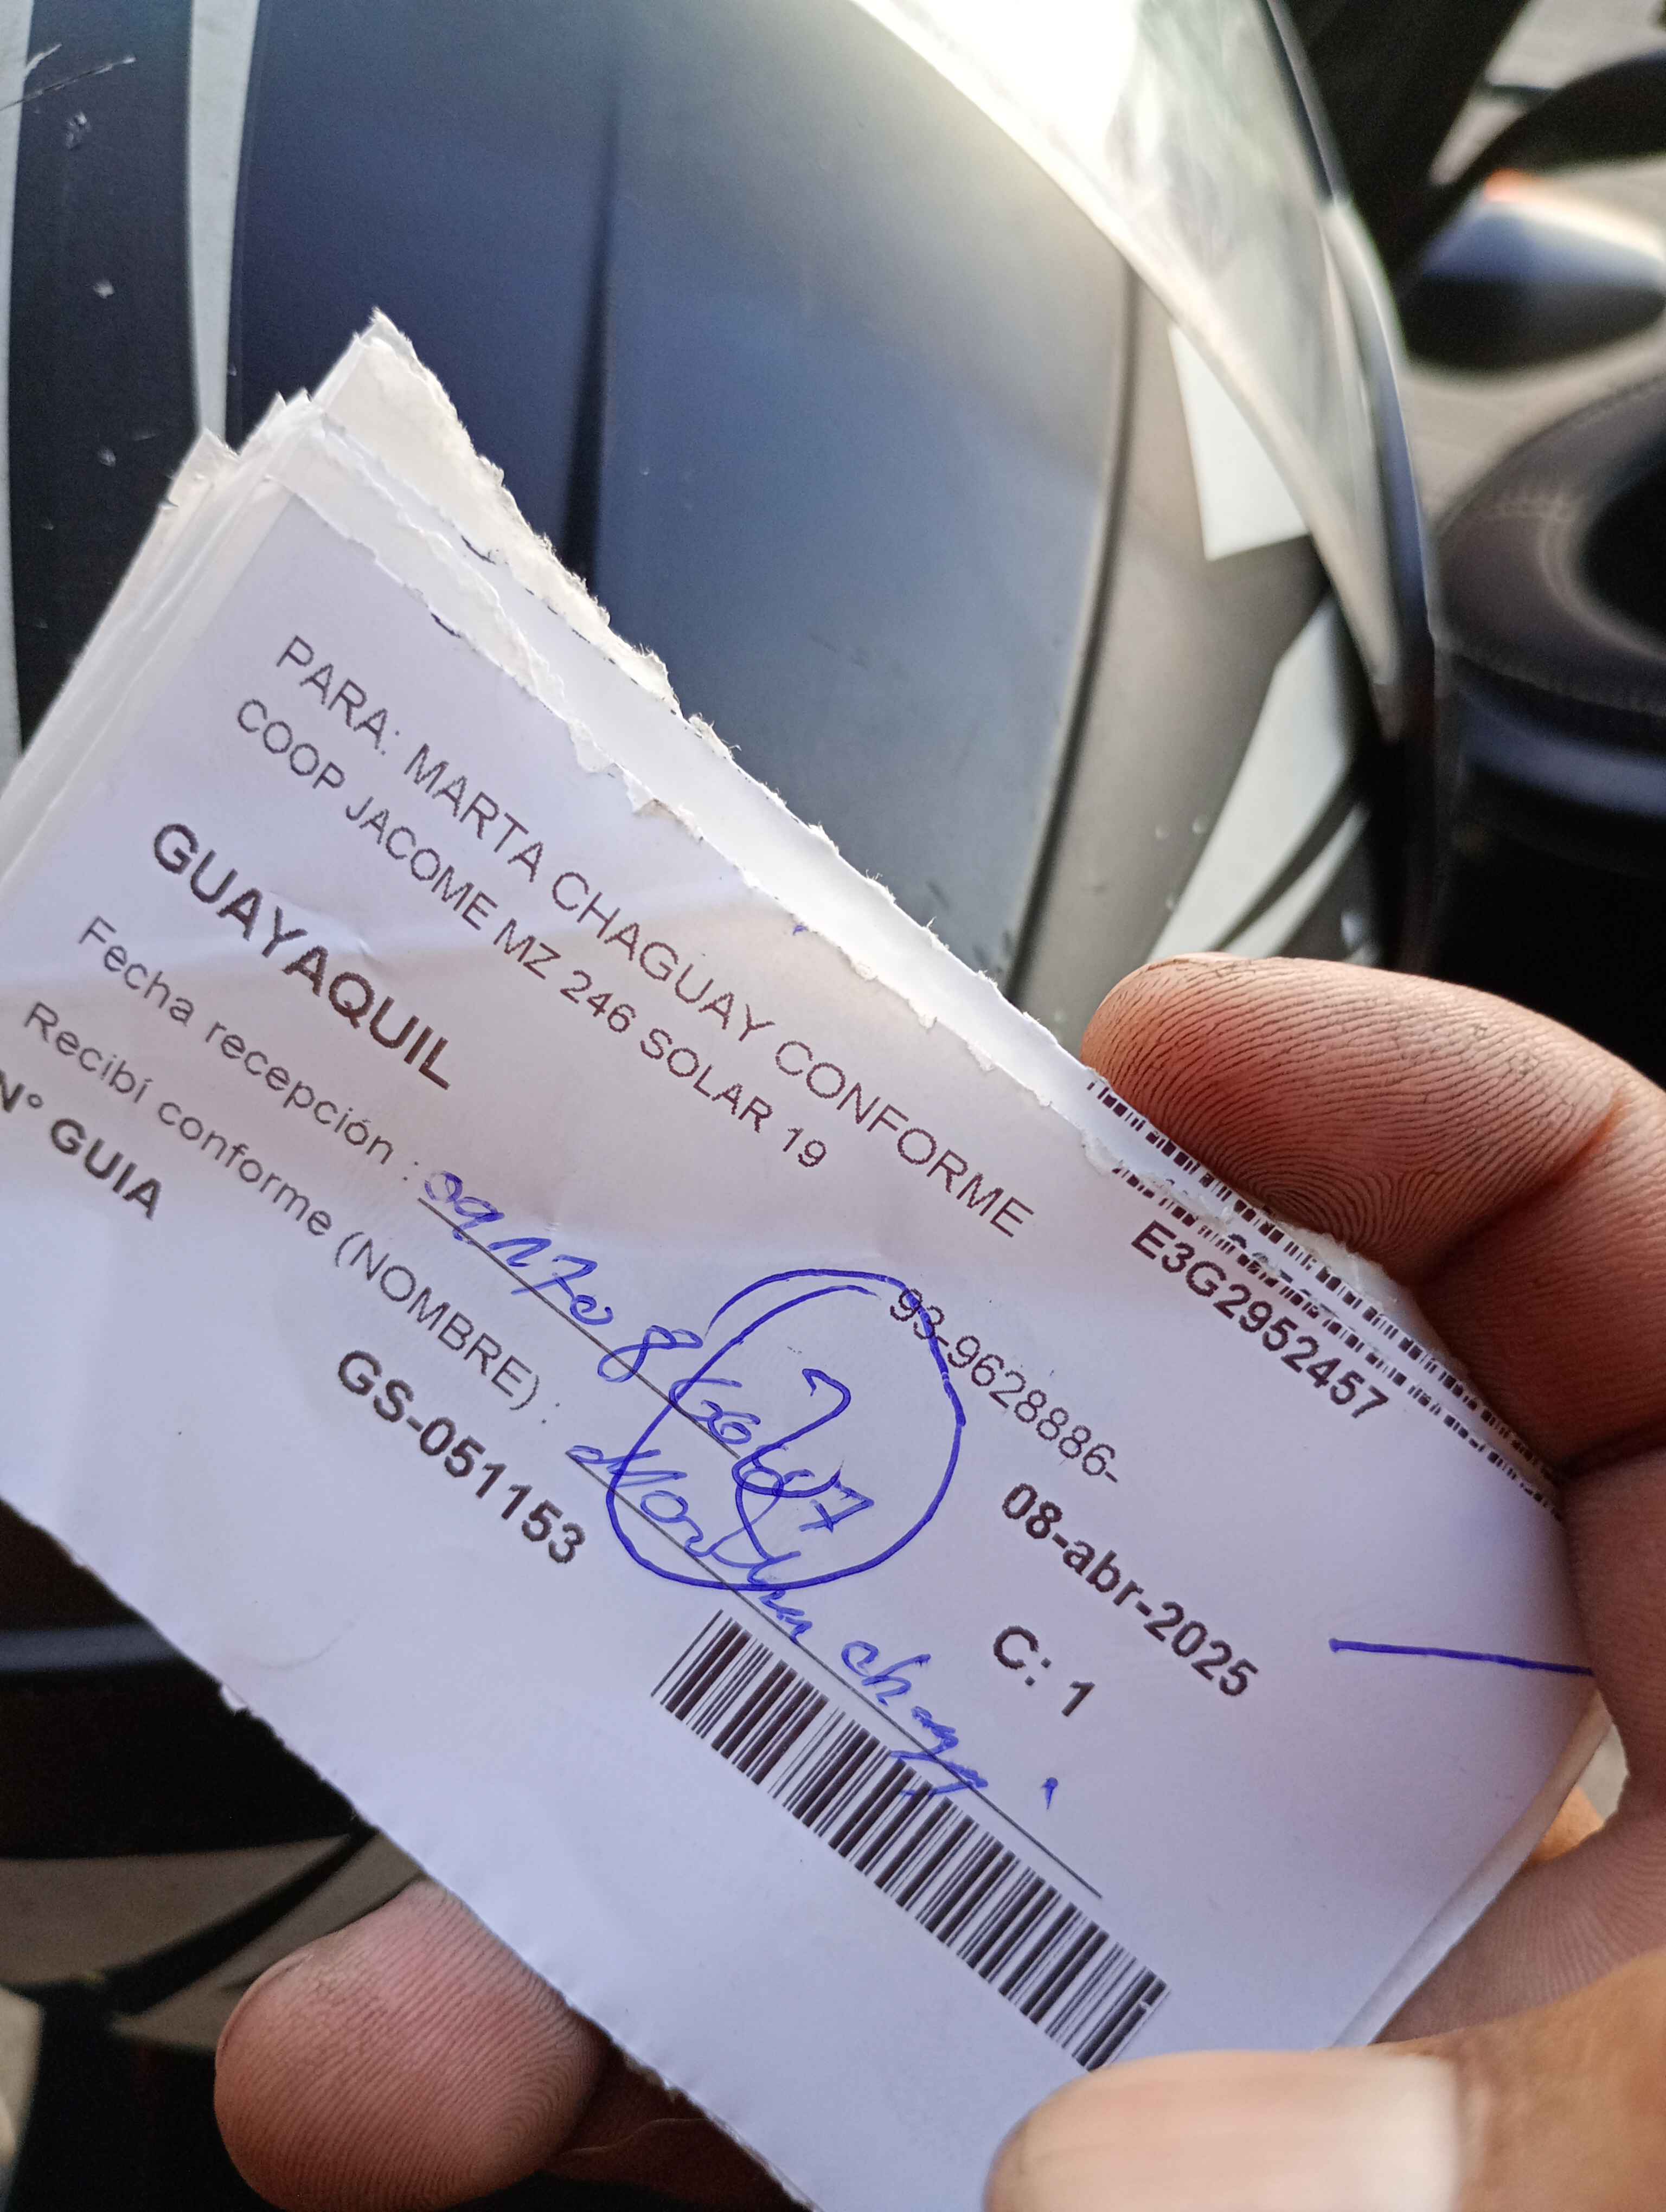 PARA: MARTA CHAGUAY CONFORME
E3G2952457
COOP JACOME MZ 246 SOLAR 19
93-9628886-
GUAYAQUIL
08-abr-2025
Fecha recepción :
C: 1
Recibí conforme (NOMBRE) :
N° GUIA GS-051153